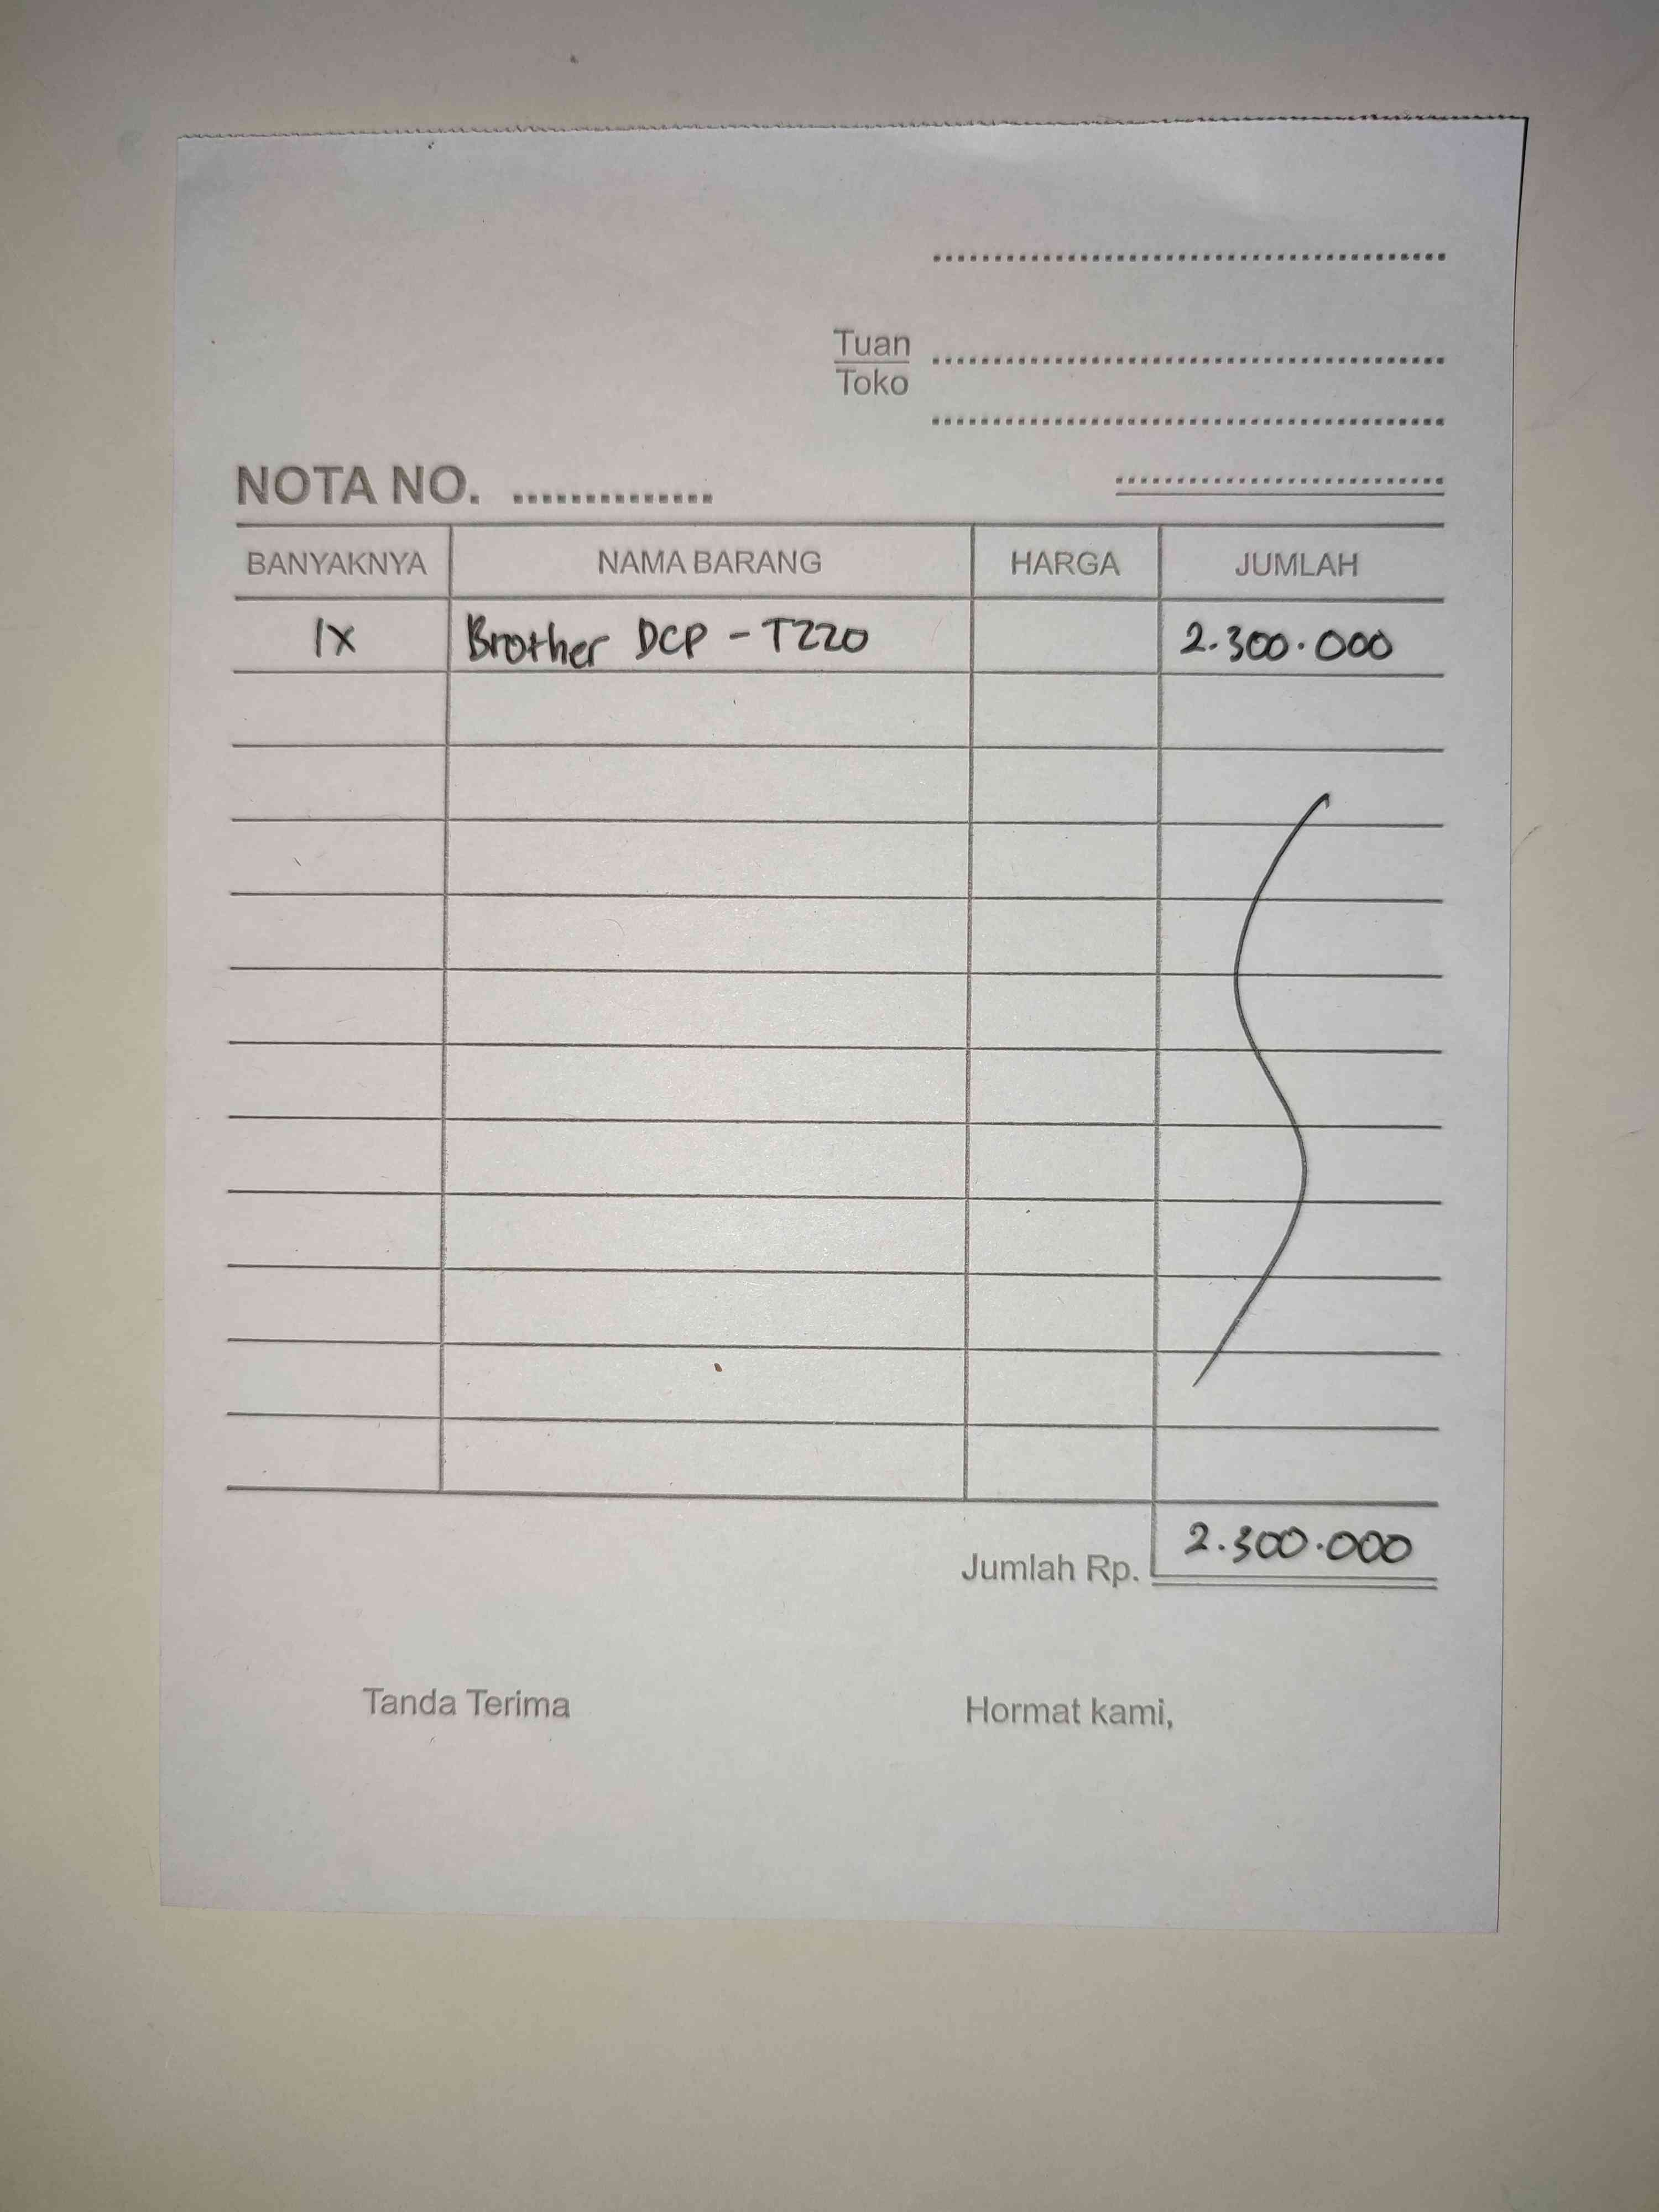 Tuan
Toko
NOTA NO. ..............
BANYAKNYA NAMA BARANG HARGA JUMLAH
1X Brother DCP - T220 2.300.000
Jumlah Rp. 2.300.000
Tanda Terima Hormat kami,